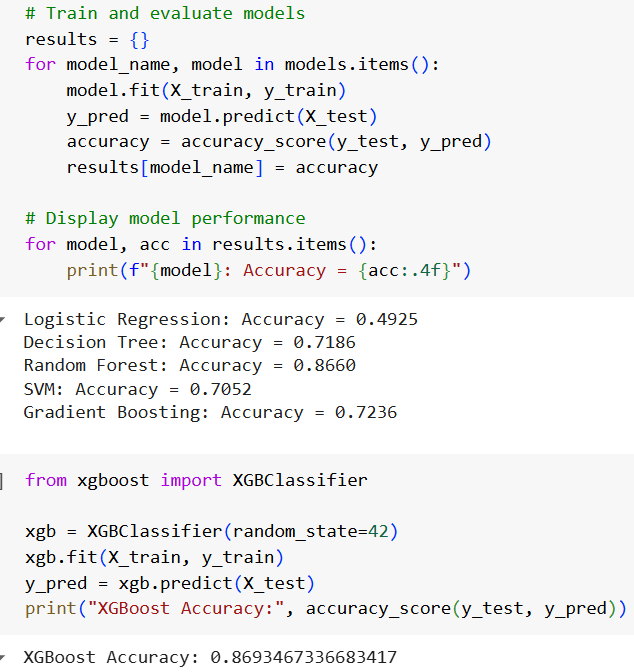 # Train and evaluate models
results = {}
for model_name, model in models.items():
    model.fit(X_train, y_train)
    y_pred = model.predict(X_test)
    accuracy = accuracy_score(y_test, y_pred)
    results[model_name] = accuracy

# Display model performance
for model, acc in results.items():
    print(f"{model}: Accuracy = {acc:.4f}")
Logistic Regression: Accuracy = 0.4925
Decision Tree: Accuracy = 0.7186
Random Forest: Accuracy = 0.8660
SVM: Accuracy = 0.7052
Gradient Boosting: Accuracy = 0.7236
] from xgboost import XGBClassifier

xgb = XGBClassifier(random_state=42)
xgb.fit(X_train, y_train)
y_pred = xgb.predict(X_test)
print("XGBoost Accuracy:", accuracy_score(y_test, y_pred))
XGBoost Accuracy: 0.8693467336683417